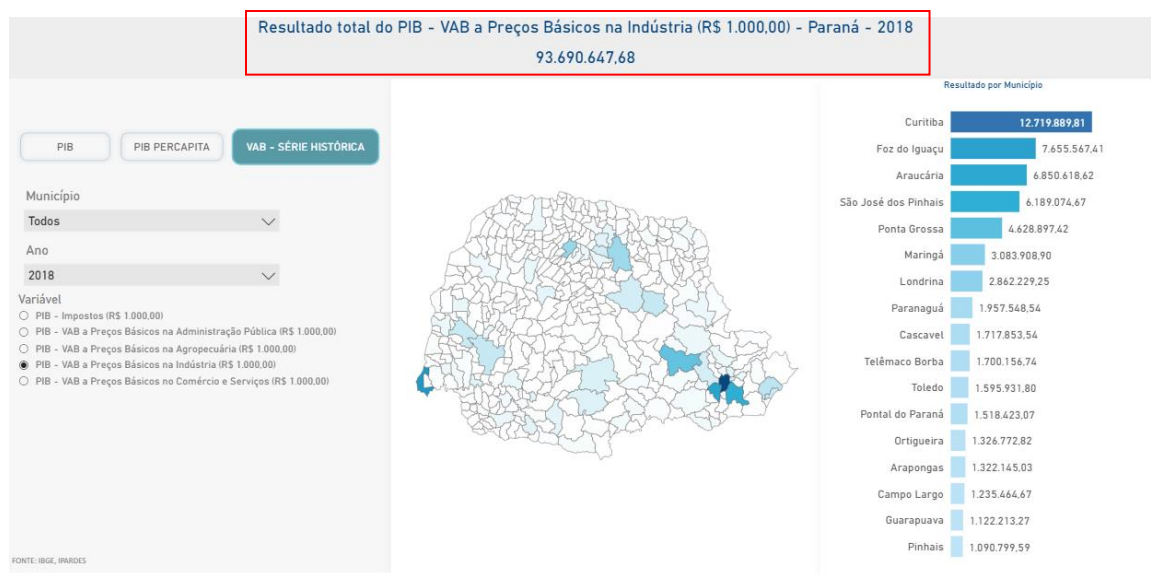 Resultado total do PIB - VAB a Preços Básicos na Indústria (R$ 1.000,00) - Paraná - 2018
93.690.647,68
PIB
PIB PERCAPITA
VAB - SÉRIE HISTÓRICA
Município
Todos
Ano
2018
Variável
PIB - Impostos (R$ 1.000,00)
PIB - VAB a Preços Básicos na Administração Pública (R$ 1.000,00)
PIB - VAB a Preços Básicos na Agropecuária (R$ 1.000,00)
PIB - VAB a Preços Básicos na Indústria (R$ 1.000,00)
PIB - VAB a Preços Básicos no Comércio e Serviços (R$ 1.000,00)
FONTE: IBGE, IPARDES
Resultado por Município
Curitiba 12.719.889,81
Foz do Iguaçu 7.655.567,41
Araucária 6.850.618,62
São José dos Pinhais 6.189.074,67
Ponta Grossa 4.628.897,42
Maringá 3.083.908,90
Londrina 2.862.229,25
Paranaguá 1.957.548,54
Cascavel 1.717.853,54
Telêmaco Borba 1.700.156,74
Toledo 1.595.931,80
Pontal do Paraná 1.518.423,07
Ortigueira 1.326.772,82
Arapongas 1.322.145,03
Campo Largo 1.235.464,67
Guarapuava 1.122.213,27
Pinhais 1.090.799,59